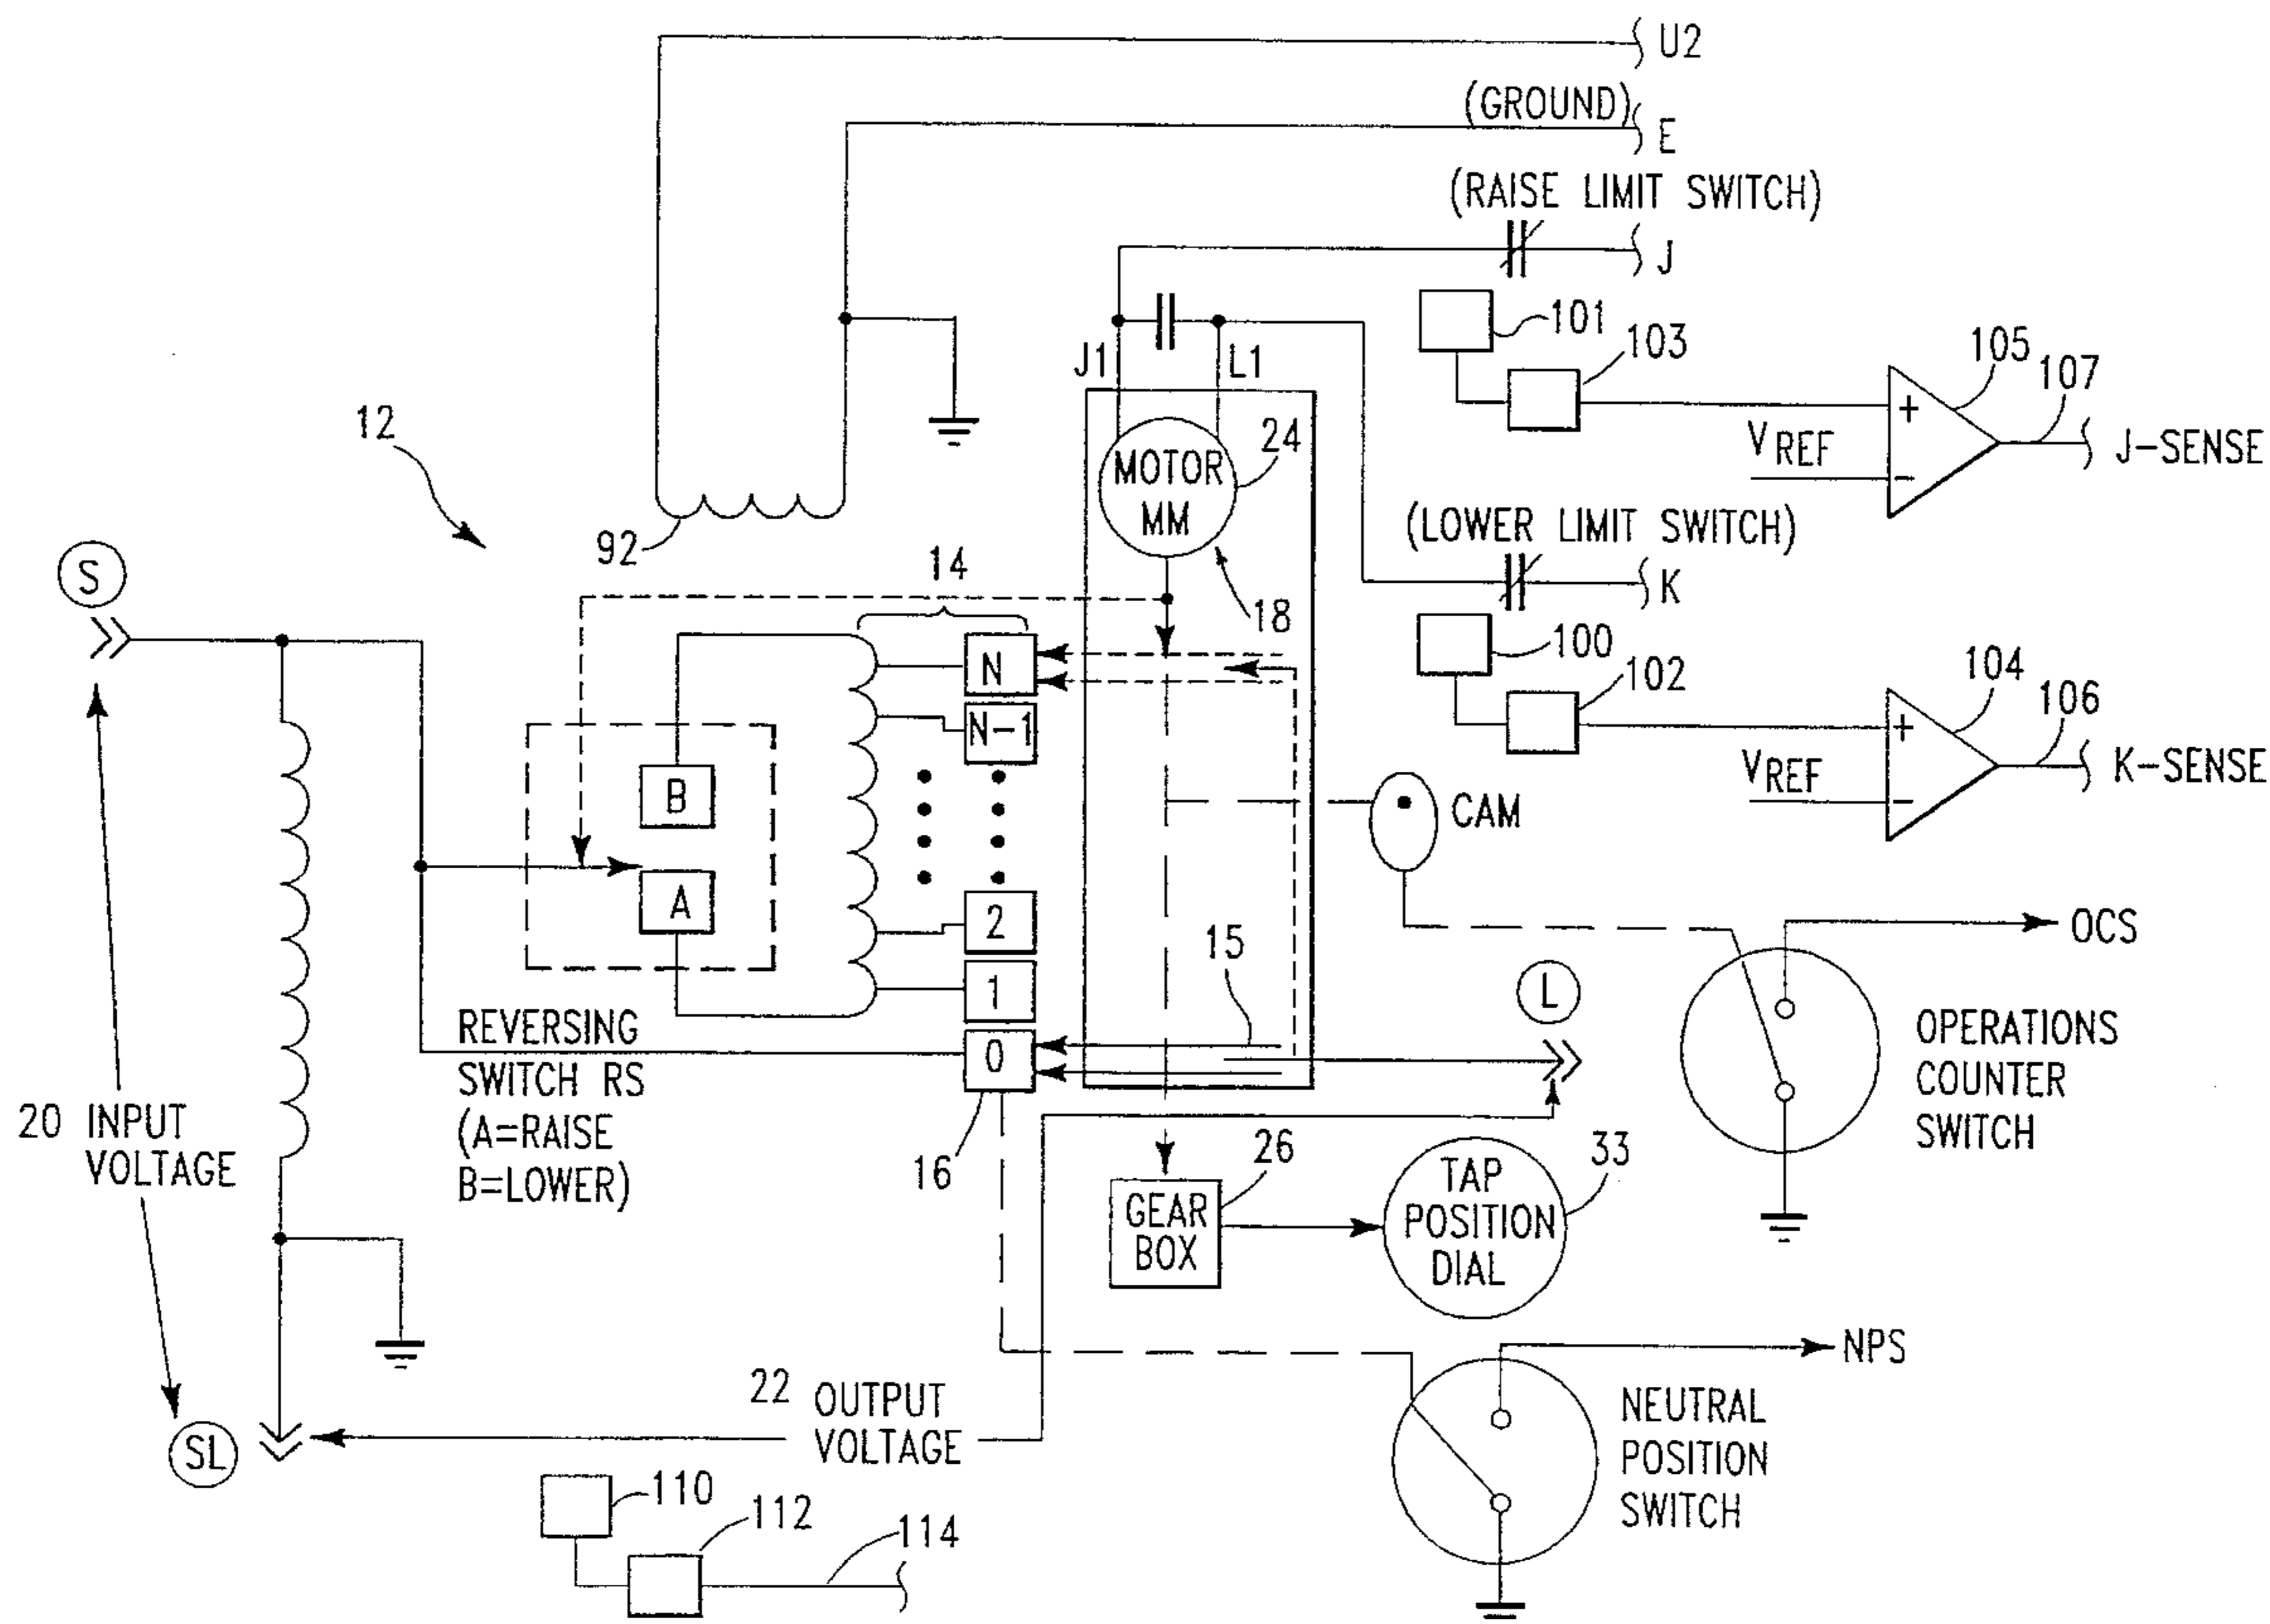 U2
(GROUND)
E
(RAISE LIMIT SWITCH)
J
101
103
J1
L1
105
107
12
24
MOTOR
MM
VREF
J-SENSE
(LOWER LIMIT SWITCH)
92
14
S
K
18
100
102
104
106
N
N-1
VREF
K-SENSE
B
CAM
A
2
OCS
15
1
L
REVERSING
SWITCH RS
(A=RAISE
B=LOWER)
0
OPERATIONS
COUNTER
SWITCH
20 INPUT
VOLTAGE
16
26
33
GEAR
BOX
TAP
POSITION
DIAL
NPS
22 OUTPUT
VOLTAGE
NEUTRAL
POSITION
SWITCH
SL
110
112
114
+
-
+
-